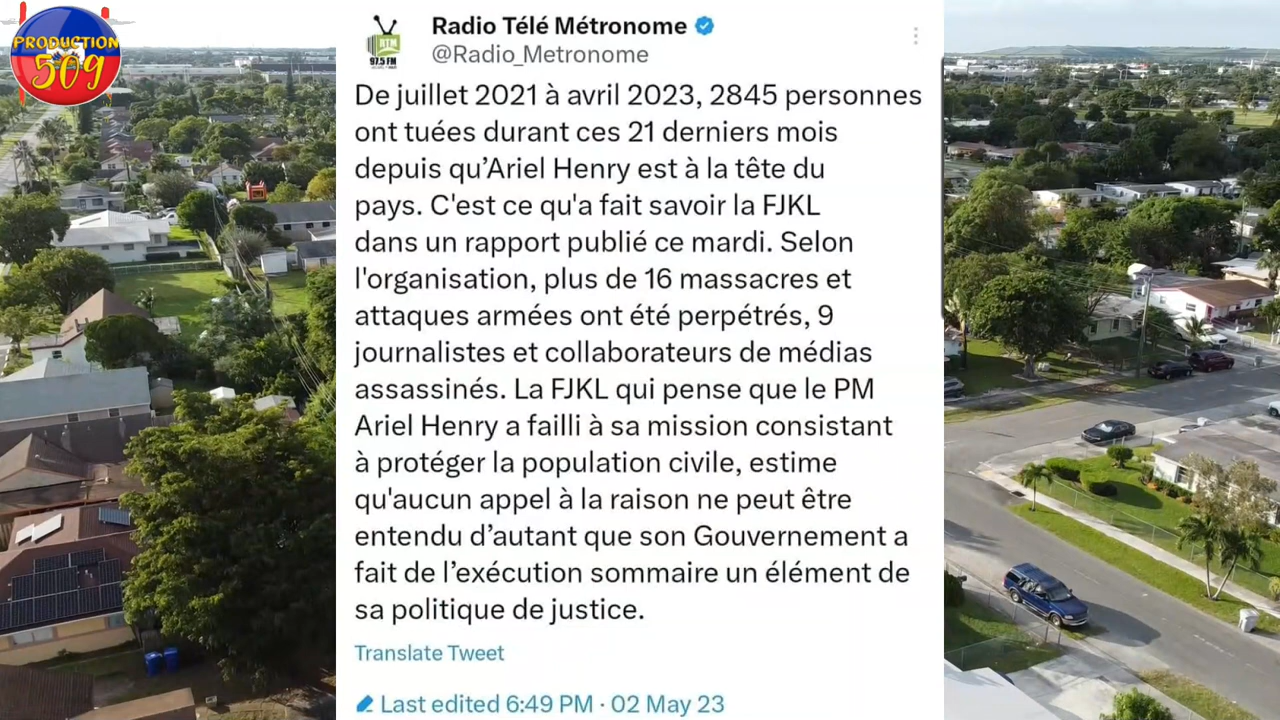 PRODUCTION
509
RTM
97.5 FM
Radio Télé Métronome
@Radio_Metronome
De juillet 2021 à avril 2023, 2845 personnes
ont tuées durant ces 21 derniers mois
depuis qu’Ariel Henry est à la tête du
pays. C'est ce qu'a fait savoir la FJKL
dans un rapport publié ce mardi. Selon
l'organisation, plus de 16 massacres et
attaques armées ont été perpétrés, 9
journalistes et collaborateurs de médias
assassinés. La FJKL qui pense que le PM
Ariel Henry a failli à sa mission consistant
à protéger la population civile, estime
qu'aucun appel à la raison ne peut être
entendu d’autant que son Gouvernement a
fait de l’exécution sommaire un élément de
sa politique de justice.
Translate Tweet
Last edited 6:49 PM · 02 May 23